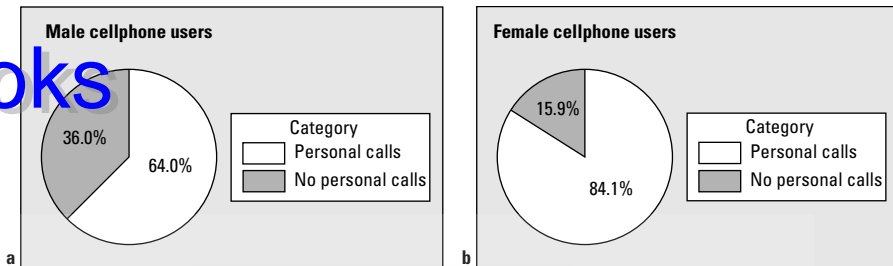 Male cellphone users
oks
36.0%
64.0%
Category
Personal calls
No personal calls
a
Female cellphone users
15.9%
84.1%
Category
Personal calls
No personal calls
b